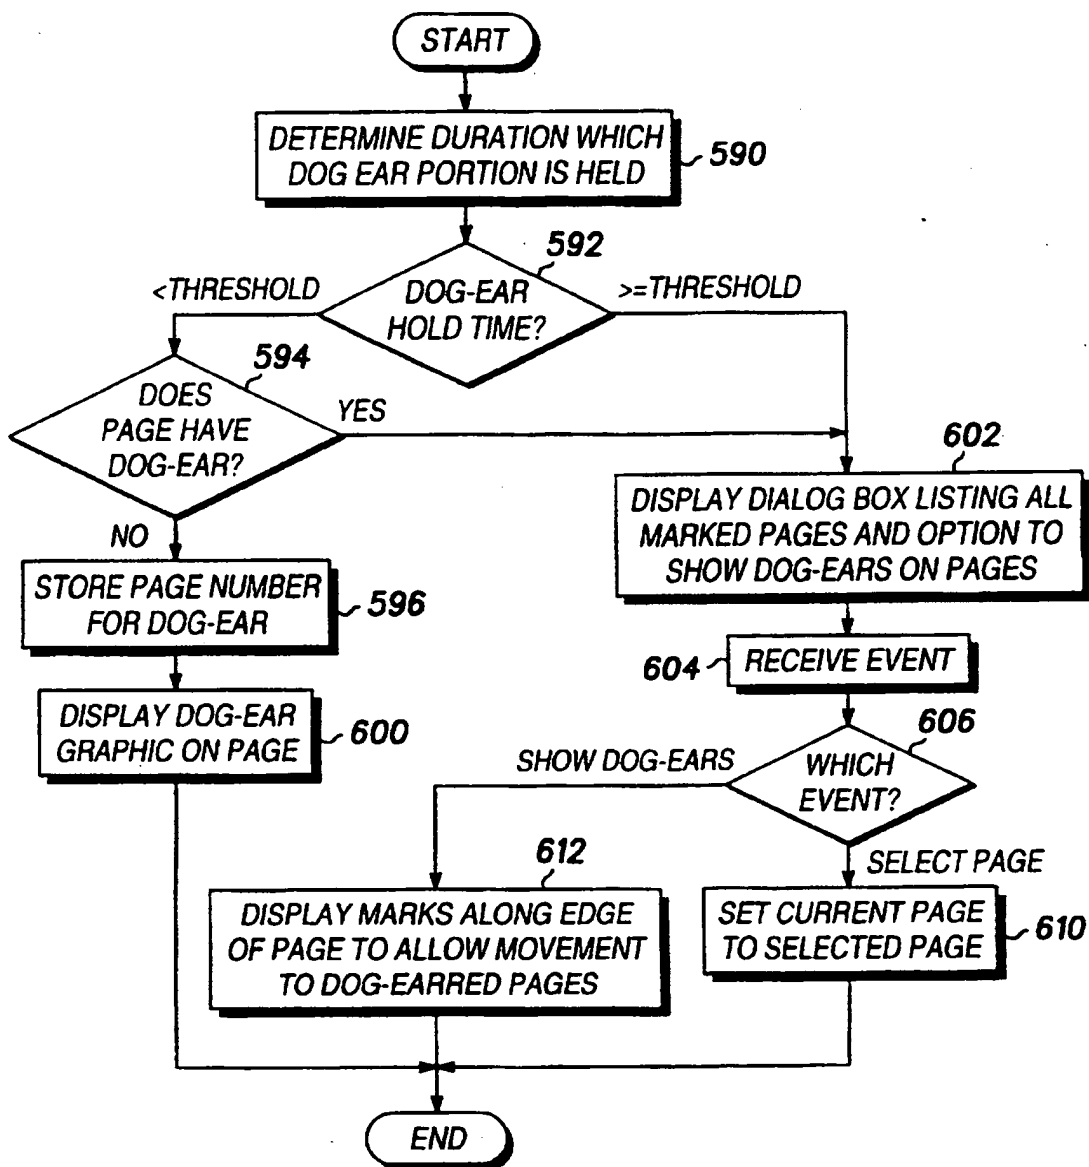 START
DETERMINE DURATION WHICH
DOG EAR PORTION IS HELD
590
592
<THRESHOLD
DOG-EAR
HOLD TIME?
>=THRESHOLD
594
DOES
PAGE HAVE
DOG-EAR?
YES
NO
602
DISPLAY DIALOG BOX LISTING ALL
MARKED PAGES AND OPTION TO
SHOW DOG-EARS ON PAGES
STORE PAGE NUMBER
FOR DOG-EAR
596
604
RECEIVE EVENT
DISPLAY DOG-EAR
GRAPHIC ON PAGE
600
606
SHOW DOG-EARS
WHICH
EVENT?
SELECT PAGE
612
DISPLAY MARKS ALONG EDGE
OF PAGE TO ALLOW MOVEMENT
TO DOG-EARRED PAGES
SET CURRENT PAGE
TO SELECTED PAGE
610
END